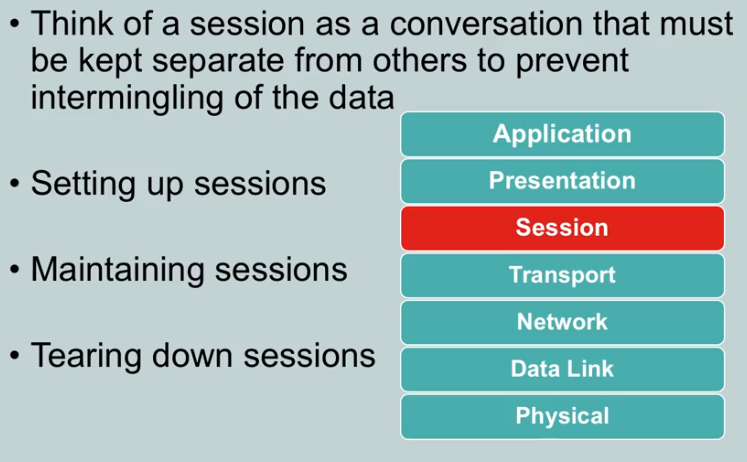 • Think of a session as a conversation that must
be kept separate from others to prevent
intermingling of the data
• Setting up sessions
• Maintaining sessions
• Tearing down sessions
Application
Presentation
Session
Transport
Network
Data Link
Physical